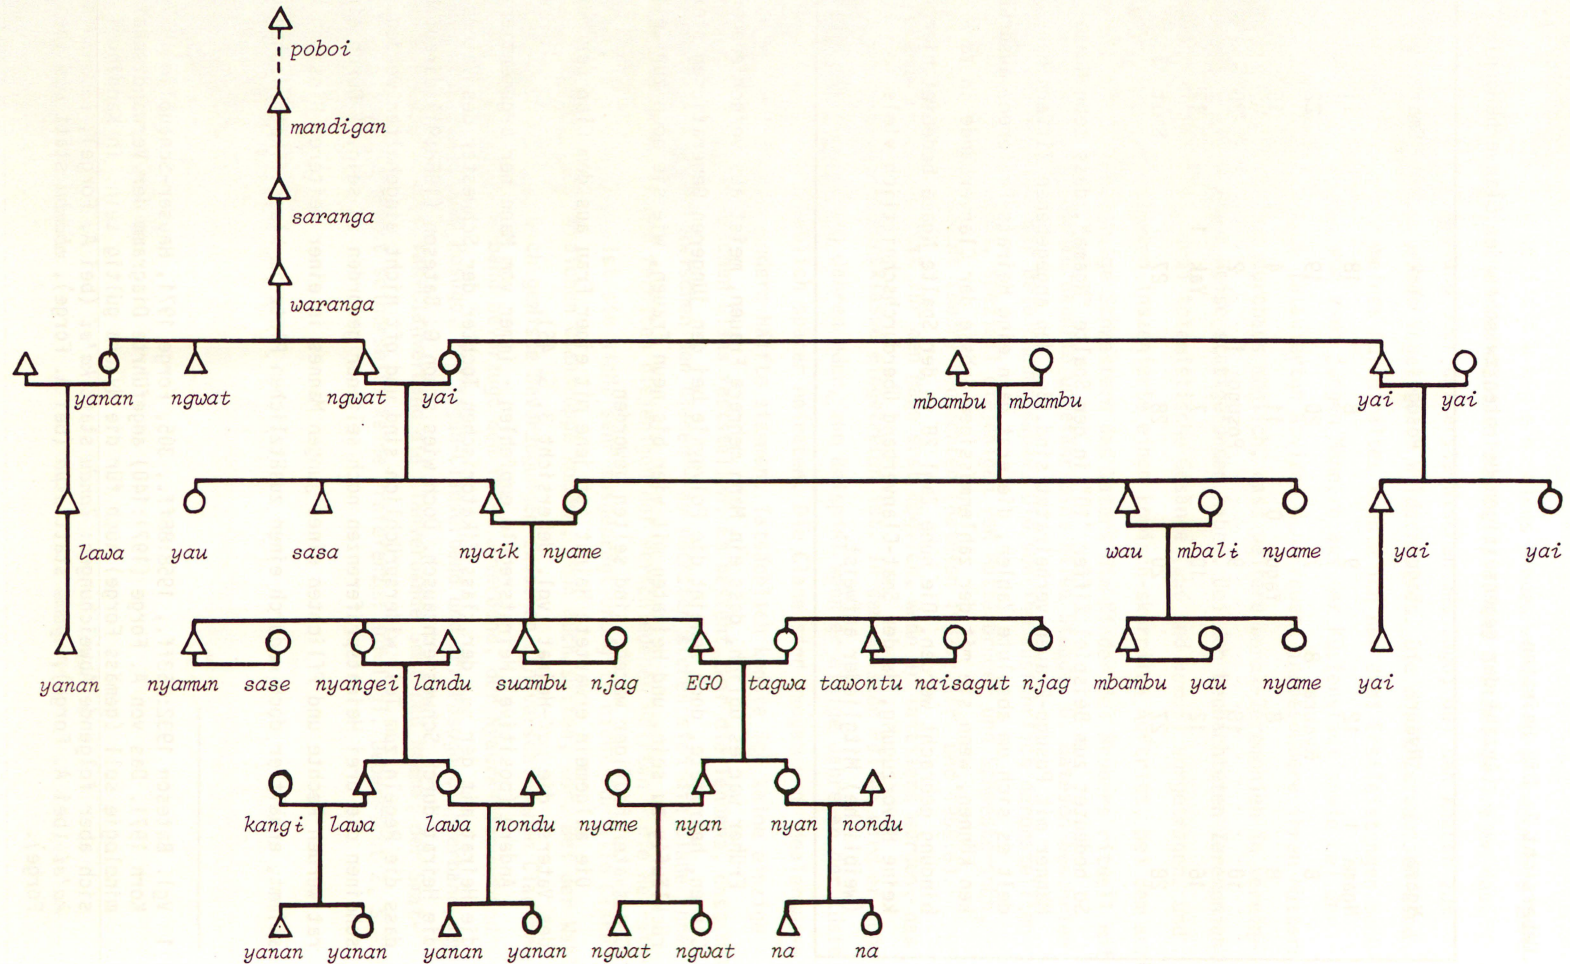 poboi
mandigan
saranga
waranga
yanan ngwat ngwat yai mbambu mbambu yai yai
lawa yau sasa nyaik nyame wau mbalɨ nyame yai yai
yanan nyamun sase nyangei landu suambu njag EGO tagwa tawontu naisagut njag mbambu yau nyame yai
kangɨ lawa lawa nondu nyame nyan nyan nondu
yanan yanan yanan yanan ngwat ngwat na na